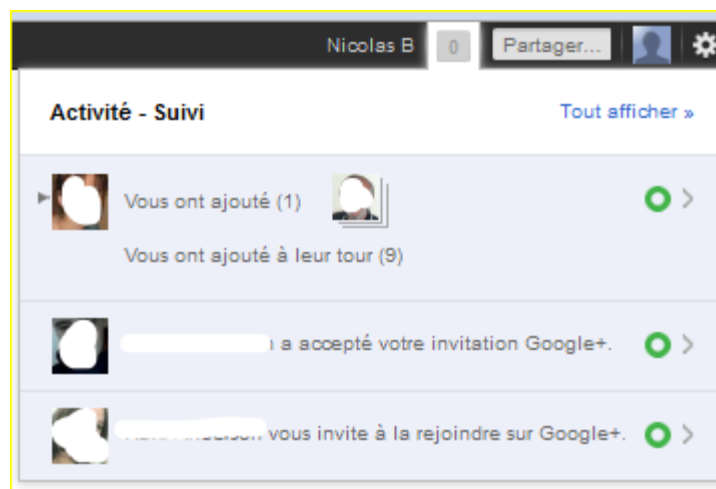 Nicolas B 0 Partager...
Activité - Suivi Tout afficher »
Vous ont ajouté (1)
Vous ont ajouté à leur tour (9)
a accepté votre invitation Google+.
vous invite à la rejoindre sur Google+.